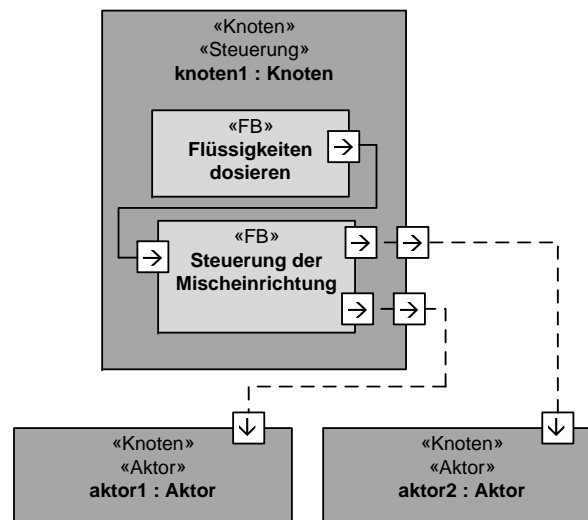 «Knoten»
«Steuerung»
knoten1 : Knoten
«FB»
Flüssigkeiten
dosieren
«FB»
Steuerung der
Mischeinrichtung
«Knoten»
«Aktor»
aktor1 : Aktor
«Knoten»
«Aktor»
aktor2 : Aktor